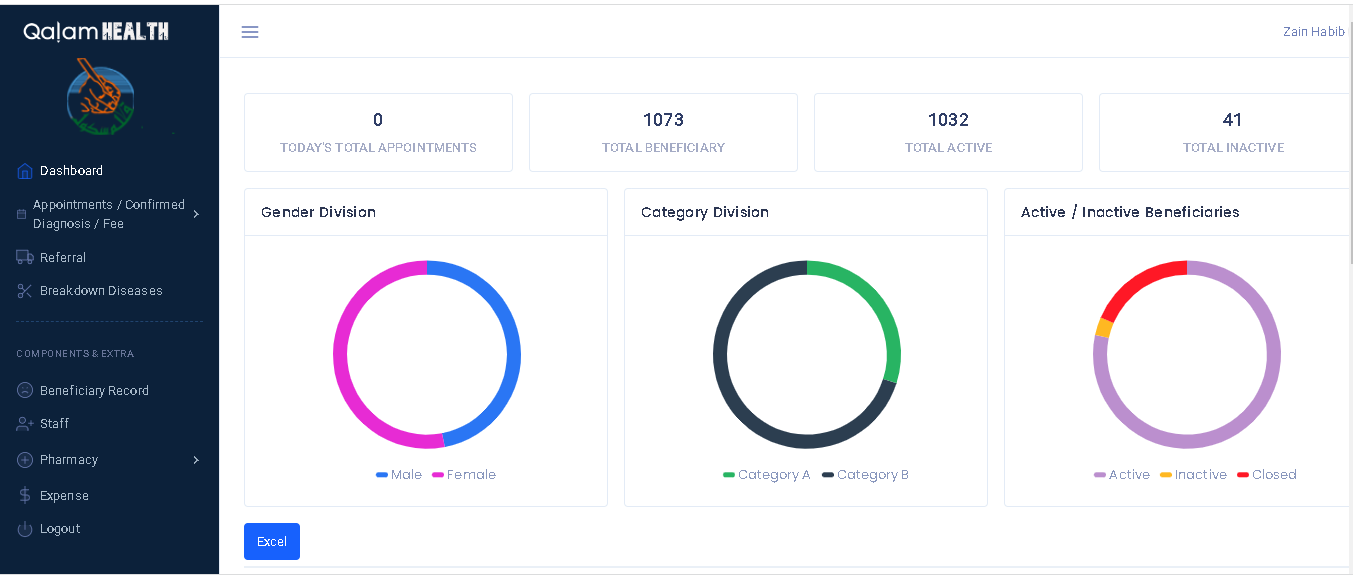 Qalam HEALTH
Zain Habib
Dashboard
Appointments / Confirmed
Diagnosis / Fee
Referral
Breakdown Diseases
COMPONENTS & EXTRA
Beneficiary Record
Staff
Pharmacy
Expense
Logout
0
TODAY'S TOTAL APPOINTMENTS
1073
TOTAL BENEFICIARY
1032
TOTAL ACTIVE
41
TOTAL INACTIVE
Gender Division
Male Female
Category Division
Category A Category B
Active / Inactive Beneficiaries
Active Inactive Closed
Excel